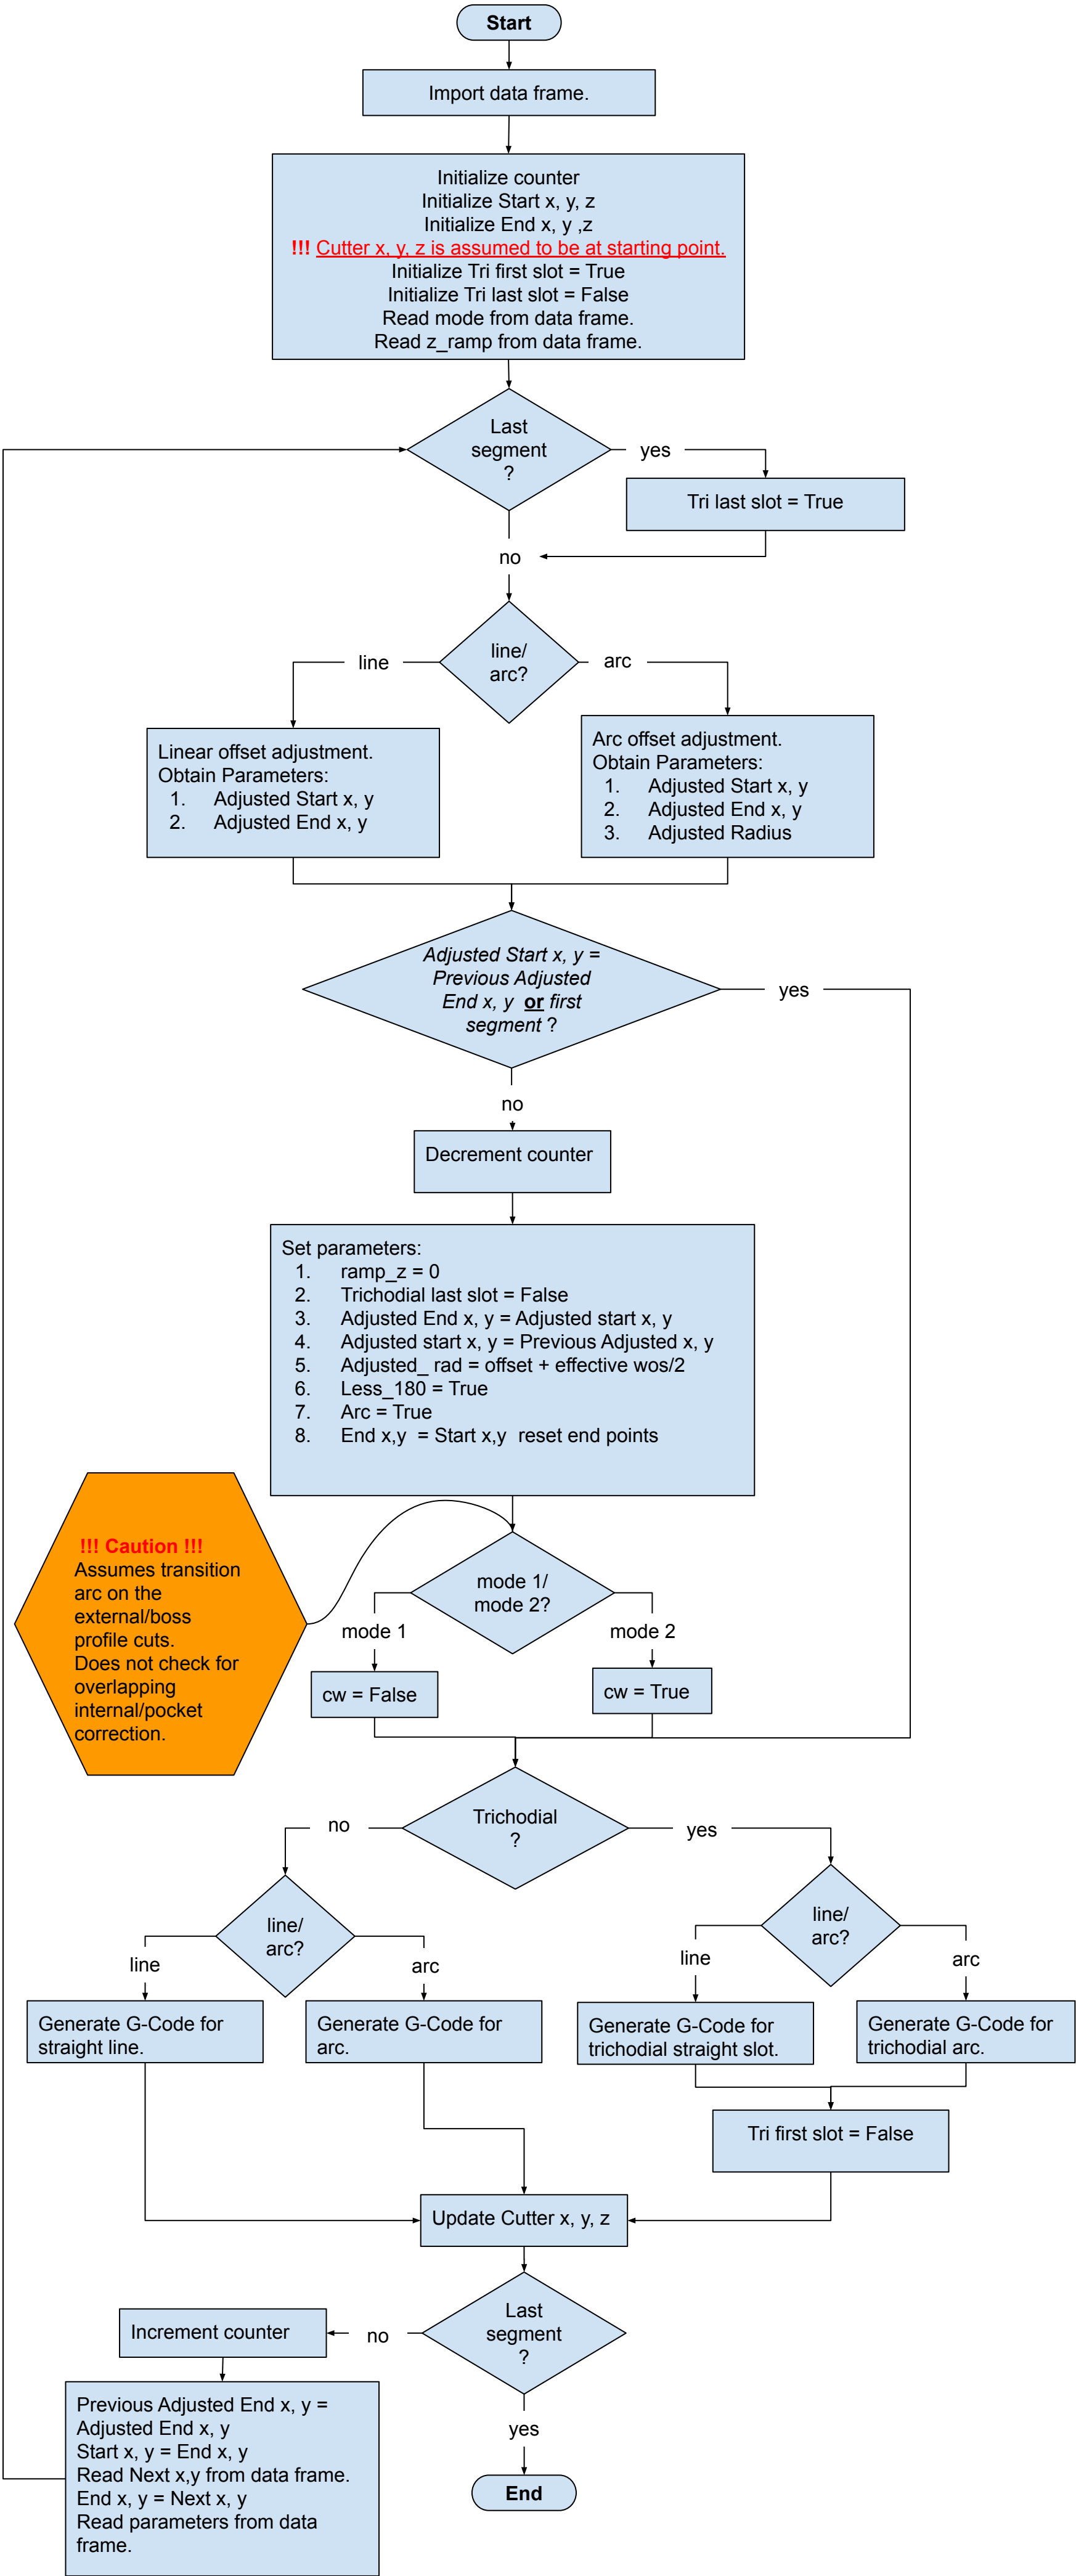 Start
Import data frame.
Initialize counter
Initialize Start x, y, z
Initialize End x, y ,z
!!! Cutter x, y, z is assumed to be at starting point.
Initialize Tri first slot = True
Initialize Tri last slot = False
Read mode from data frame.
Read z_ramp from data frame.
Last
segment
?
yes
Tri last slot = True
no
line/
arc?
line
arc
Linear offset adjustment.
Obtain Parameters:
1. Adjusted Start x, y
2. Adjusted End x, y
Arc offset adjustment.
Obtain Parameters:
1. Adjusted Start x, y
2. Adjusted End x, y
3. Adjusted Radius
Adjusted Start x, y =
Previous Adjusted
End x, y or first
segment ?
yes
no
Decrement counter
Set parameters:
1. ramp_z = 0
2. Trichodial last slot = False
3. Adjusted End x, y = Adjusted start x, y
4. Adjusted start x, y = Previous Adjusted x, y
5. Adjusted_ rad = offset + effective wos/2
6. Less_180 = True
7. Arc = True
8. End x,y = Start x,y reset end points
!!! Caution !!!
Assumes transition
arc on the
external/boss
profile cuts.
Does not check for
overlapping
internal/pocket
correction.
mode 1/
mode 2?
mode 1
mode 2
cw = False
cw = True
Trichodial
?
no
yes
line/
arc?
line
arc
line/
arc?
line
arc
Generate G-Code for
straight line.
Generate G-Code for
arc.
Generate G-Code for
trichodial straight slot.
Generate G-Code for
trichodial arc.
Tri first slot = False
Update Cutter x, y, z
Last
segment
?
no
Increment counter
yes
End
Previous Adjusted End x, y =
Adjusted End x, y
Start x, y = End x, y
Read Next x,y from data frame.
End x, y = Next x, y
Read parameters from data
frame.